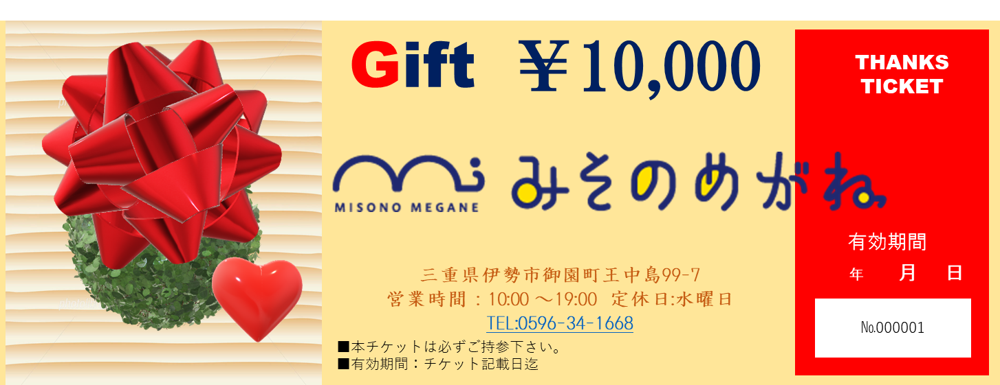 Gift ￥10,000
THANKS
TICKET
みそのめがね
MISONO MEGANE
三重県伊勢市御園町王中島99-7
営業時間：10:00 ～19:00 定休日:水曜日
TEL:0596-34-1668
■本チケットは必ずご持参下さい。
■有効期間：チケット記載日迄
有効期間
年 月 日
№000001